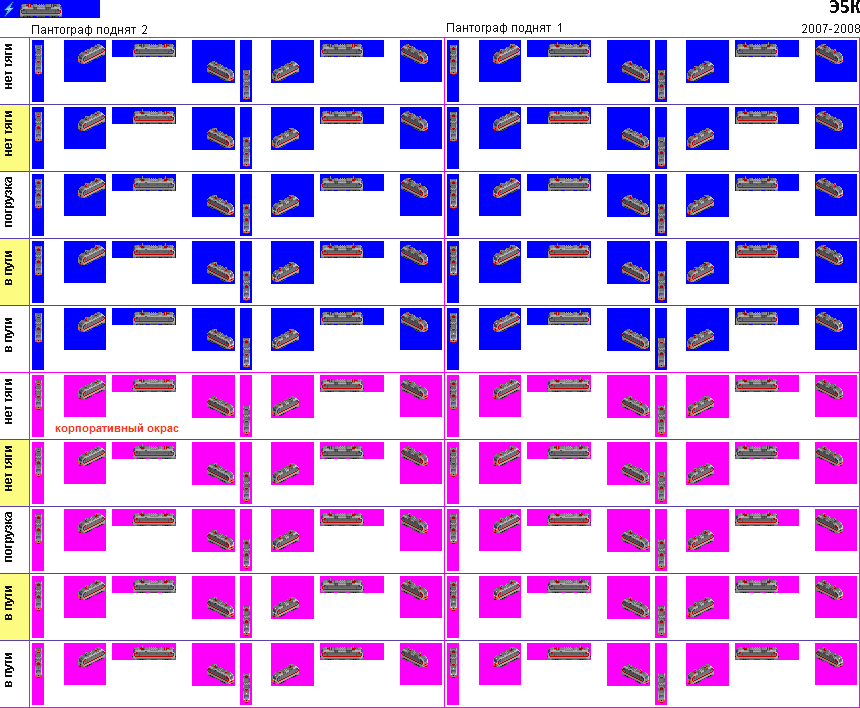 Э5К
Пантограф поднят 2
Пантограф поднят 1
2007-2008
нет тяги
нет тяги
погрузка
в пути
в пути
нет тяги
корпоративный окрас
нет тяги
погрузка
в пути
в пути